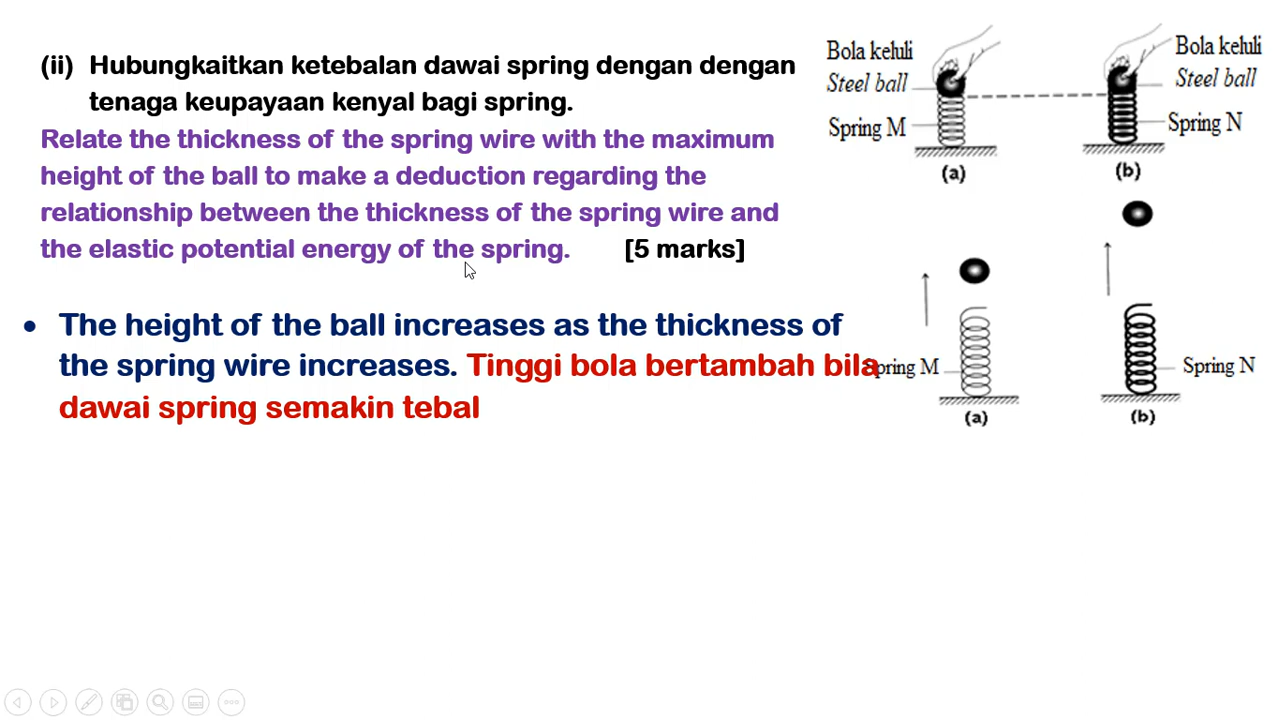 (ii) Hubungkaitkan ketebalan dawai spring dengan dengan
tenaga keupayaan kenyal bagi spring.
Relate the thickness of the spring wire with the maximum
height of the ball to make a deduction regarding the
relationship between the thickness of the spring wire and
the elastic potential energy of the spring. [5 marks]
• The height of the ball increases as the thickness of
the spring wire increases. Tinggi bola bertambah bila
dawai spring semakin tebal
Bola keluli
Steel ball
Spring M
(a)
Bola keluli
Steel ball
Spring N
(b)
Spring M
(a)
Spring N
(b)